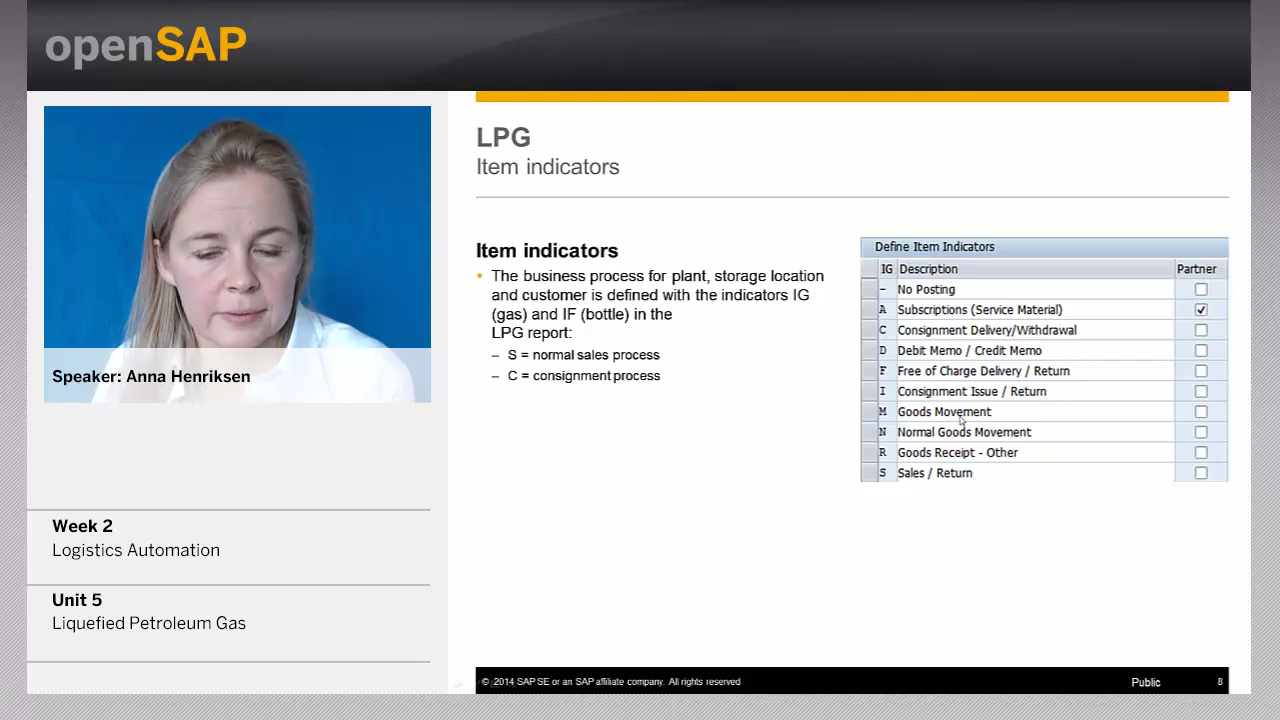 openSAP
Speaker: Anna Henriksen
Week 2
Logistics Automation
Unit 5
Liquefied Petroleum Gas
LPG
Item indicators
Item indicators
• The business process for plant, storage location
and customer is defined with the indicators IG
(gas) and IF (bottle) in the
LPG report:
– S = normal sales process
– C = consignment process
Define Item Indicators
IG Description Partner
– No Posting
A Subscriptions (Service Material)
C Consignment Delivery/Withdrawal
D Debit Memo / Credit Memo
F Free of Charge Delivery / Return
I Consignment Issue / Return
M Goods Movement
N Normal Goods Movement
R Goods Receipt - Other
S Sales / Return
© 2014 SAP SE or an SAP affiliate company. All rights reserved
Public
8